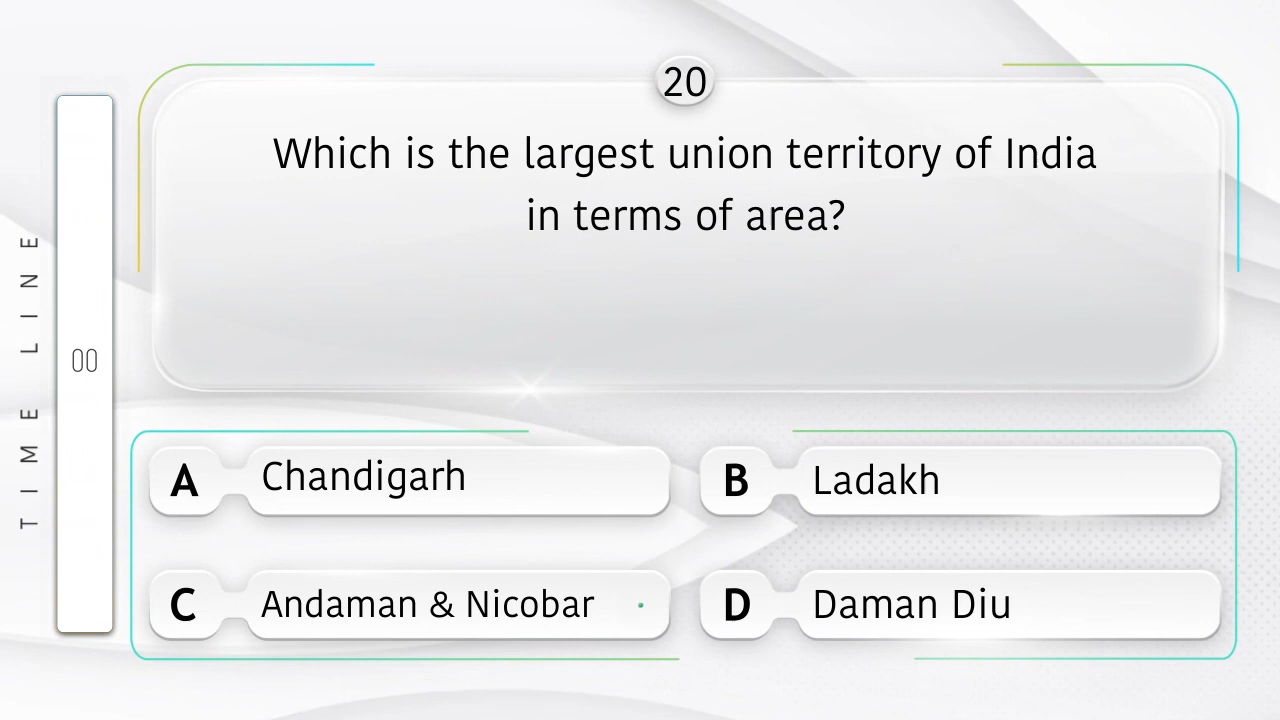 20
Which is the largest union territory of India
in terms of area?
TIME LINE
00
A Chandigarh
B Ladakh
C Andaman & Nicobar
D Daman Diu